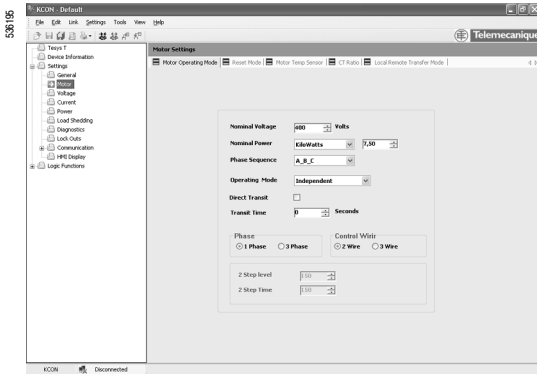 536195
KCON - Default
File Edit Link Settings Tools View Help
Telemecanique
Tesys T
Device Information
Settings
General
Motor
Voltage
Current
Power
Load Shedding
Diagnostics
Lock Outs
Communication
HMI Display
Logic Functions
Motor Settings
Motor Operating Mode Reset Mode Motor Temp Sensor CT Ratio Local Remote Transfer Mode
Nominal Voltage 400 Volts
Nominal Power KiloWatts 7,50
Phase Sequence A_B_C
Operating Mode Independent
Direct Transit
Transit Time 0 Seconds
Phase Control Wirir
1 Phase 3 Phase 2 Wire 3 Wire
2 Step level 150
2 Step Time 150
KCON Disconnected